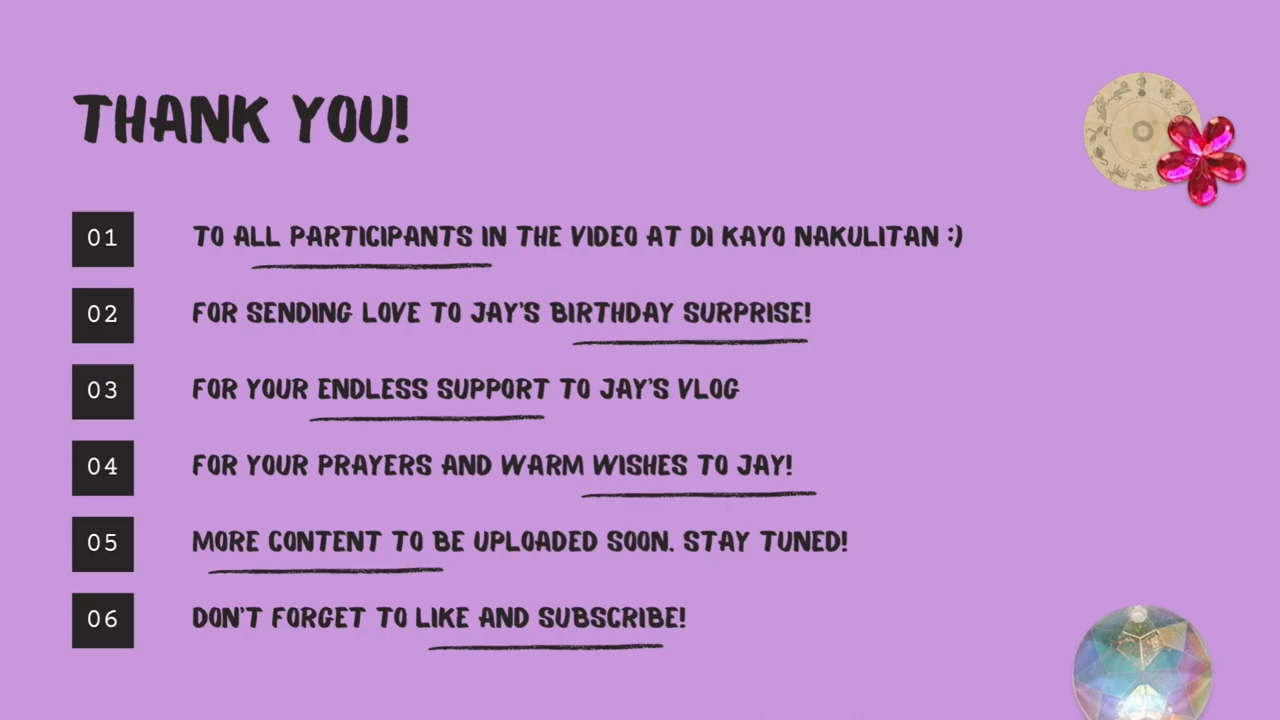 THANK YOU!
01 TO ALL PARTICIPANTS IN THE VIDEO AT DI KAYO NAKULITAN :)
02 FOR SENDING LOVE TO JAY'S BIRTHDAY SURPRISE!
03 FOR YOUR ENDLESS SUPPORT TO JAY'S VLOG
04 FOR YOUR PRAYERS AND WARM WISHES TO JAY!
05 MORE CONTENT TO BE UPLOADED SOON. STAY TUNED!
06 DON'T FORGET TO LIKE AND SUBSCRIBE!